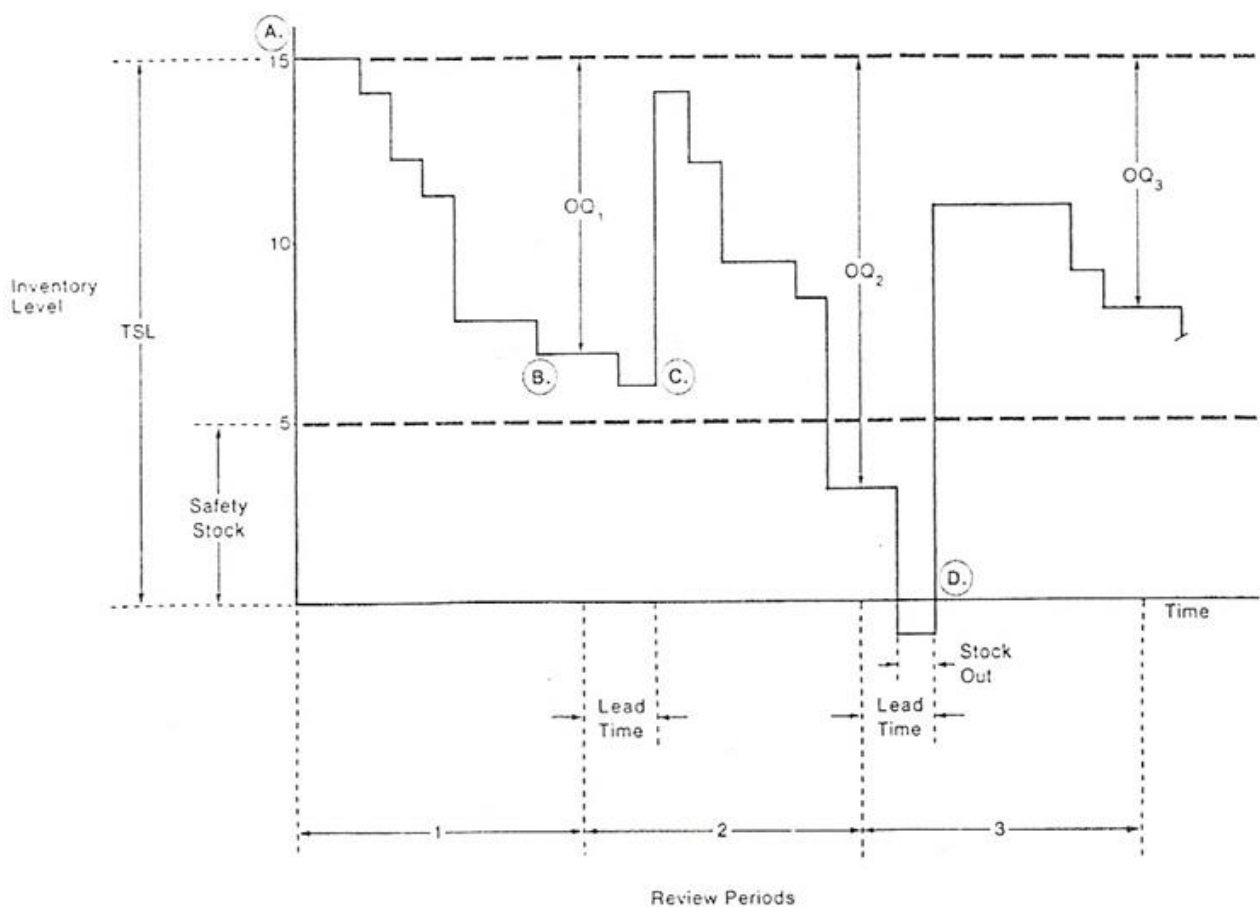 A.
15
OQ1
OQ2
OQ3
10
Inventory
Level
TSL
B.
C.
5
Safety
Stock
D.
Time
Stock
Out
Lead
Time
Lead
Time
1
2
3
Review Periods